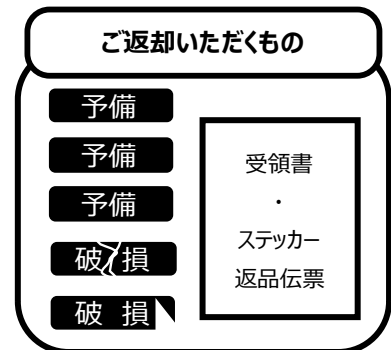 ご返却いただくもの
予備
予備
予備
破損
破 損
受領書
・
ステッカー
返品伝票